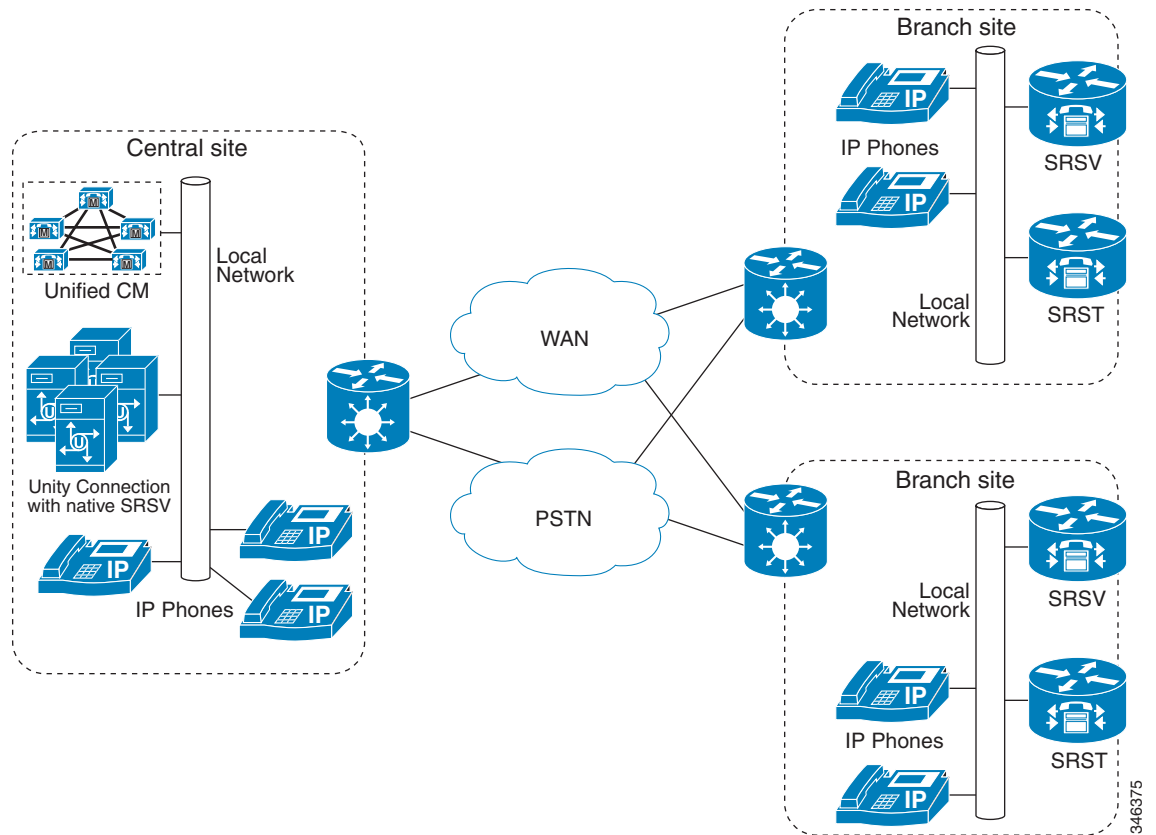 Central site
M
M
M
M
M
Unified CM
Local
Network
U
U
U
Unity Connection
with native SRSV
IP
IP
IP
IP Phones
WAN
PSTN
Branch site
IP
IP Phones
IP
SRSV
SRST
Local
Network
Branch site
SRSV
Local
Network
IP
IP Phones
IP
SRST
346375